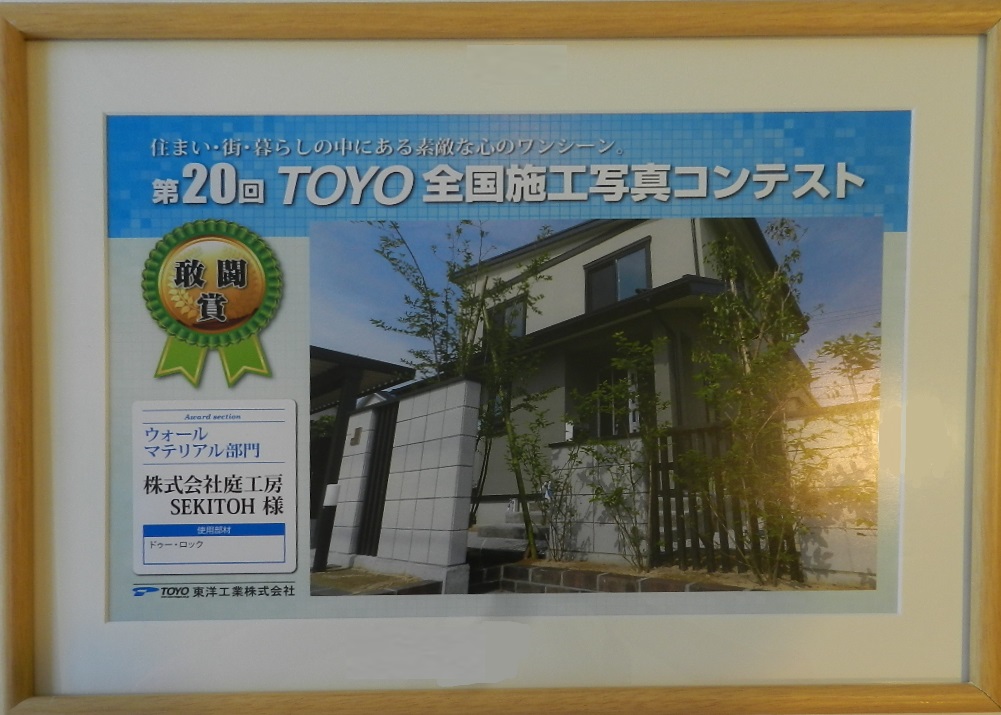 住まい・街・暮らしの中にある素敵な心のワンシーン。
第20回 TOYO 全国施工写真コンテスト
敢闘
賞
Award section
ウォール
マテリアル部門
株式会社庭工房
SEKITOH 様
使用部材
ドゥー・ロック
TOYO 東洋工業株式会社